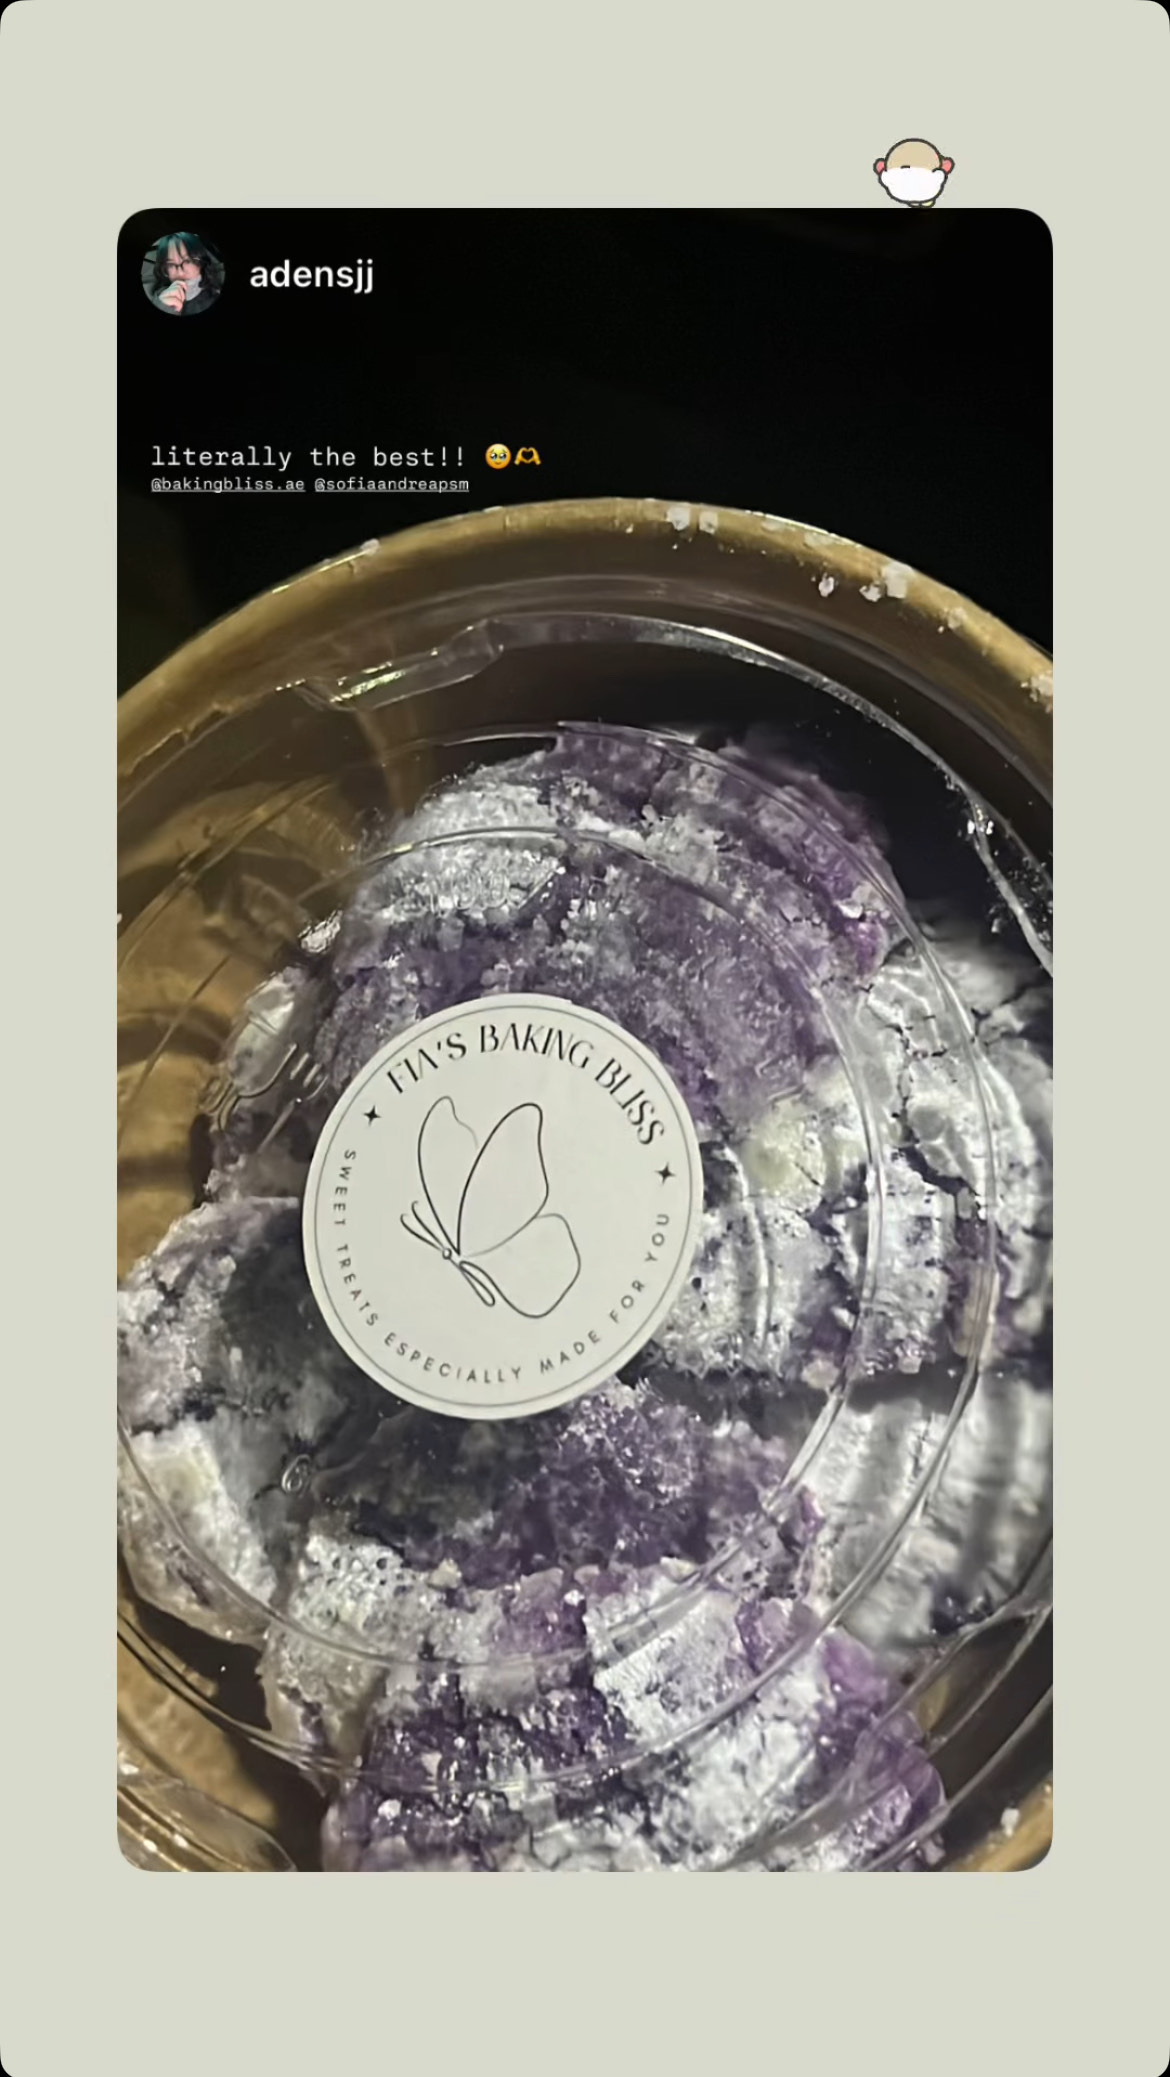 adensjj
literally the best!! 🥹🫶
@bakingbliss.ae @sofiaandreapsm
FIA'S BAKING BLISS
SWEET TREATS ESPECIALLY MADE FOR YOU